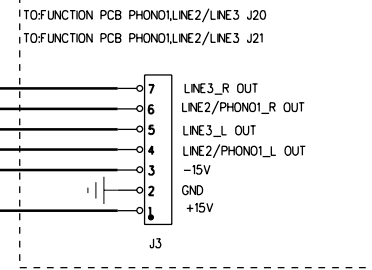 TO:FUNCTION PCB PHONO1,LINE2/LINE3 J20
TO:FUNCTION PCB PHONO1,LINE2/LINE3 J21
7 LINE3_R OUT
6 LINE2/PHONO1_R OUT
5 LINE3_L OUT
4 LINE2/PHONO1_L OUT
3 -15V
2 GND
1 +15V
J3